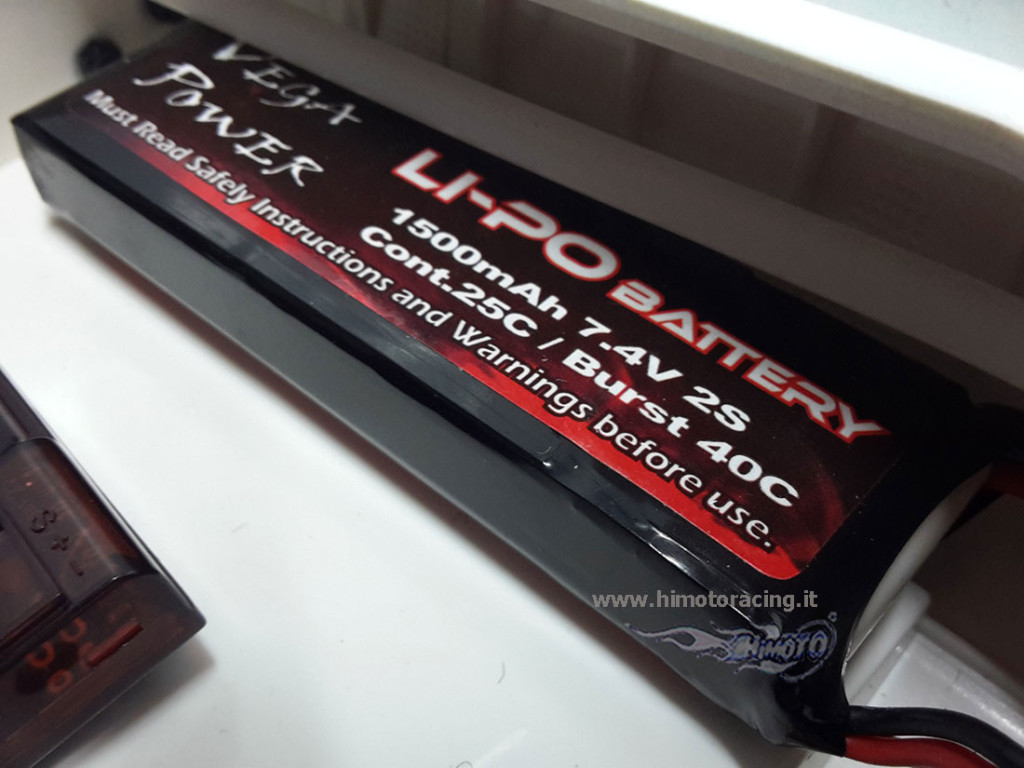 VEGA
POWER
LI-PO BATTERY
1500mAh 7.4V 2S
Cont.25C / Burst 40C
Must Read Safely Instructions and Warnings before use.
S + -
www.himotoracing.it
HiMOTO